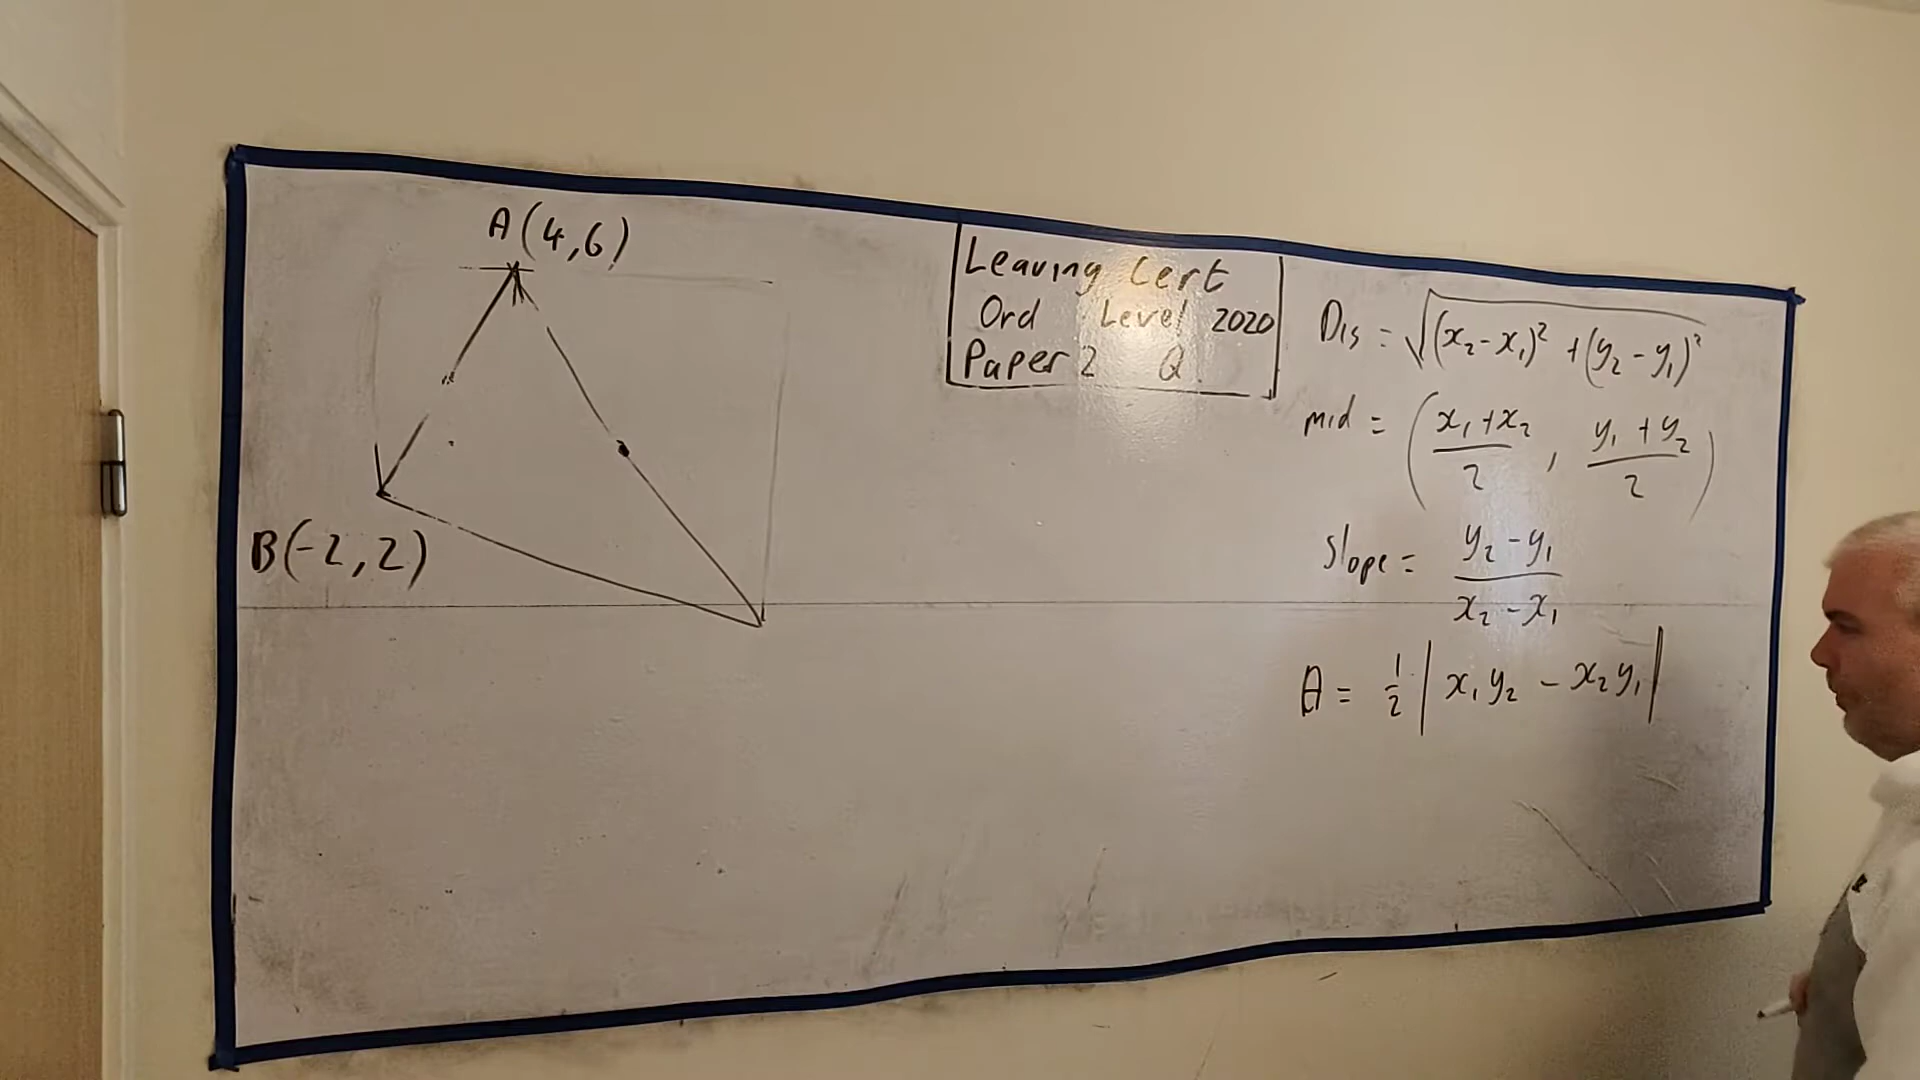 A(4,6)
B(-2,2)
Leaving Cert
Ord Level 2020
Paper 2 Q.
Dis = √(x₂-x₁)² + (y₂-y₁)²
mid = (x₁+x₂/2, y₁+y₂/2)
Slope = y₂-y₁/x₂-x₁
A = ½|x₁y₂ - x₂y₁|